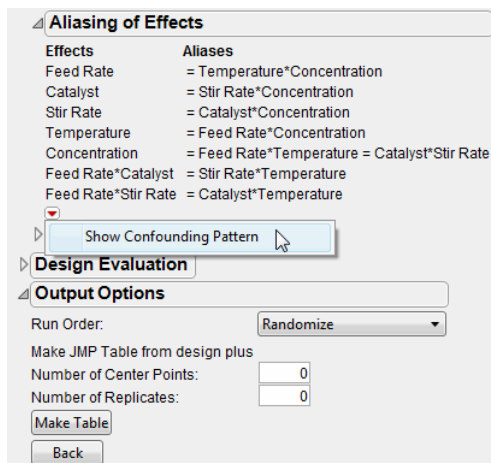 Aliasing of Effects
Effects Aliases
Feed Rate = Temperature*Concentration
Catalyst = Stir Rate*Concentration
Stir Rate = Catalyst*Concentration
Temperature = Feed Rate*Concentration
Concentration = Feed Rate*Temperature = Catalyst*Stir Rate
Feed Rate*Catalyst = Stir Rate*Temperature
Feed Rate*Stir Rate = Catalyst*Temperature
Show Confounding Pattern
Design Evaluation
Output Options
Run Order: Randomize
Make JMP Table from design plus
Number of Center Points: 0
Number of Replicates: 0
Make Table
Back